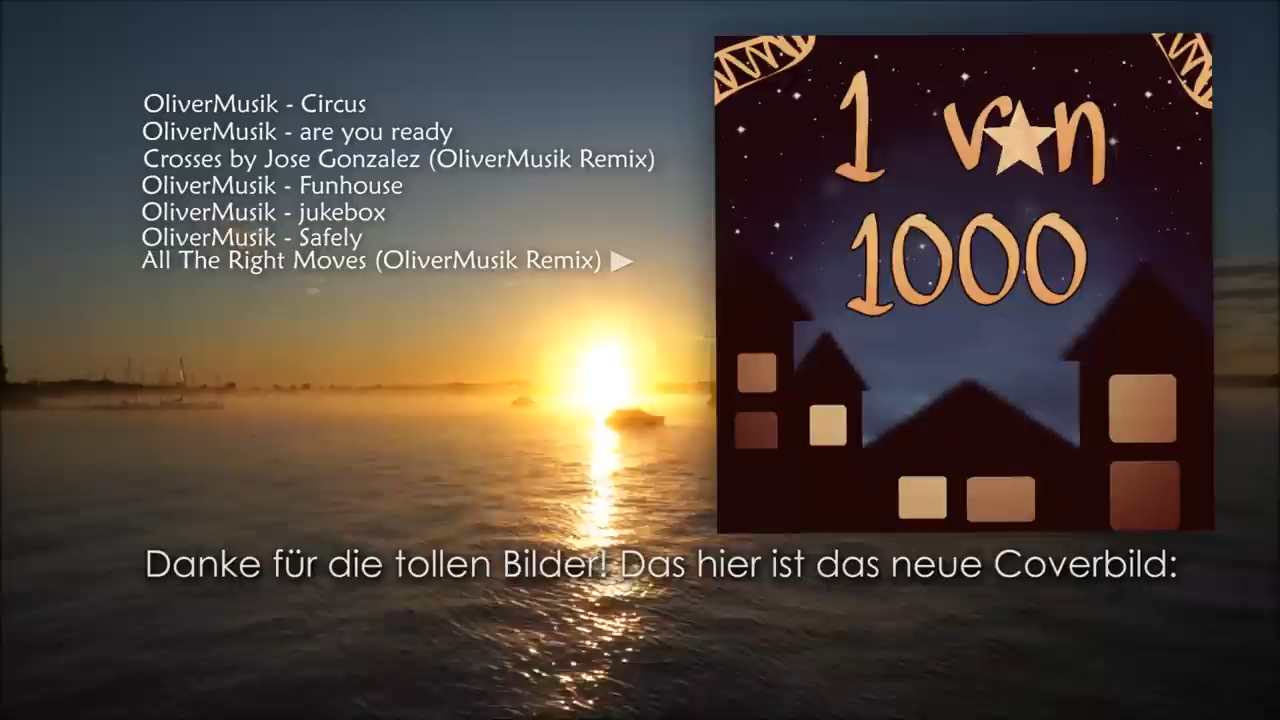 OliverMusik - Circus
OliverMusik - are you ready
Crosses by Jose Gonzalez (OliverMusik Remix)
OliverMusik - Funhouse
OliverMusik - jukebox
OliverMusik - Safely
All The Right Moves (OliverMusik Remix)
1 von
1000
Danke für die tollen Bilder! Das hier ist das neue Coverbild: